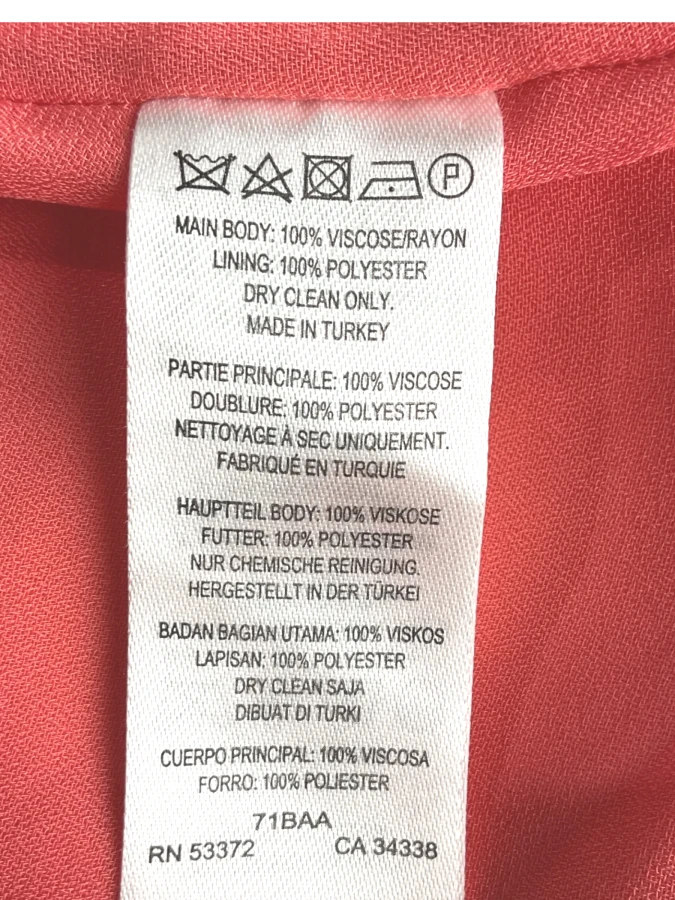 P
MAIN BODY: 100% VISCOSE/RAYON
LINING: 100% POLYESTER
DRY CLEAN ONLY.
MADE IN TURKEY
PARTIE PRINCIPALE: 100% VISCOSE
DOUBLURE: 100% POLYESTER
NETTOYAGE À SEC UNIQUEMENT.
FABRIQUÉ EN TURQUIE
HAUPTTEIL BODY: 100% VISKOSE
FUTTER: 100% POLYESTER
NUR CHEMISCHE REINIGUNG.
HERGESTELLT IN DER TÜRKEI
BADAN BAGIAN UTAMA: 100% VISKOS
LAPISAN: 100% POLYESTER
DRY CLEAN SAJA
DIBUAT DI TURKI
CUERPO PRINCIPAL: 100% VISCOSA
FORRO: 100% POLIESTER
71BAA
RN 53372 CA 34338